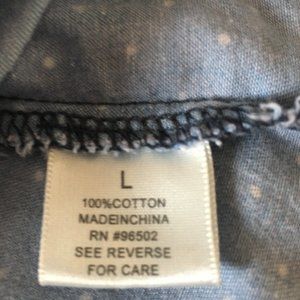 L
100%COTTON
MADEINCHINA
RN #96502
SEE REVERSE
FOR CARE